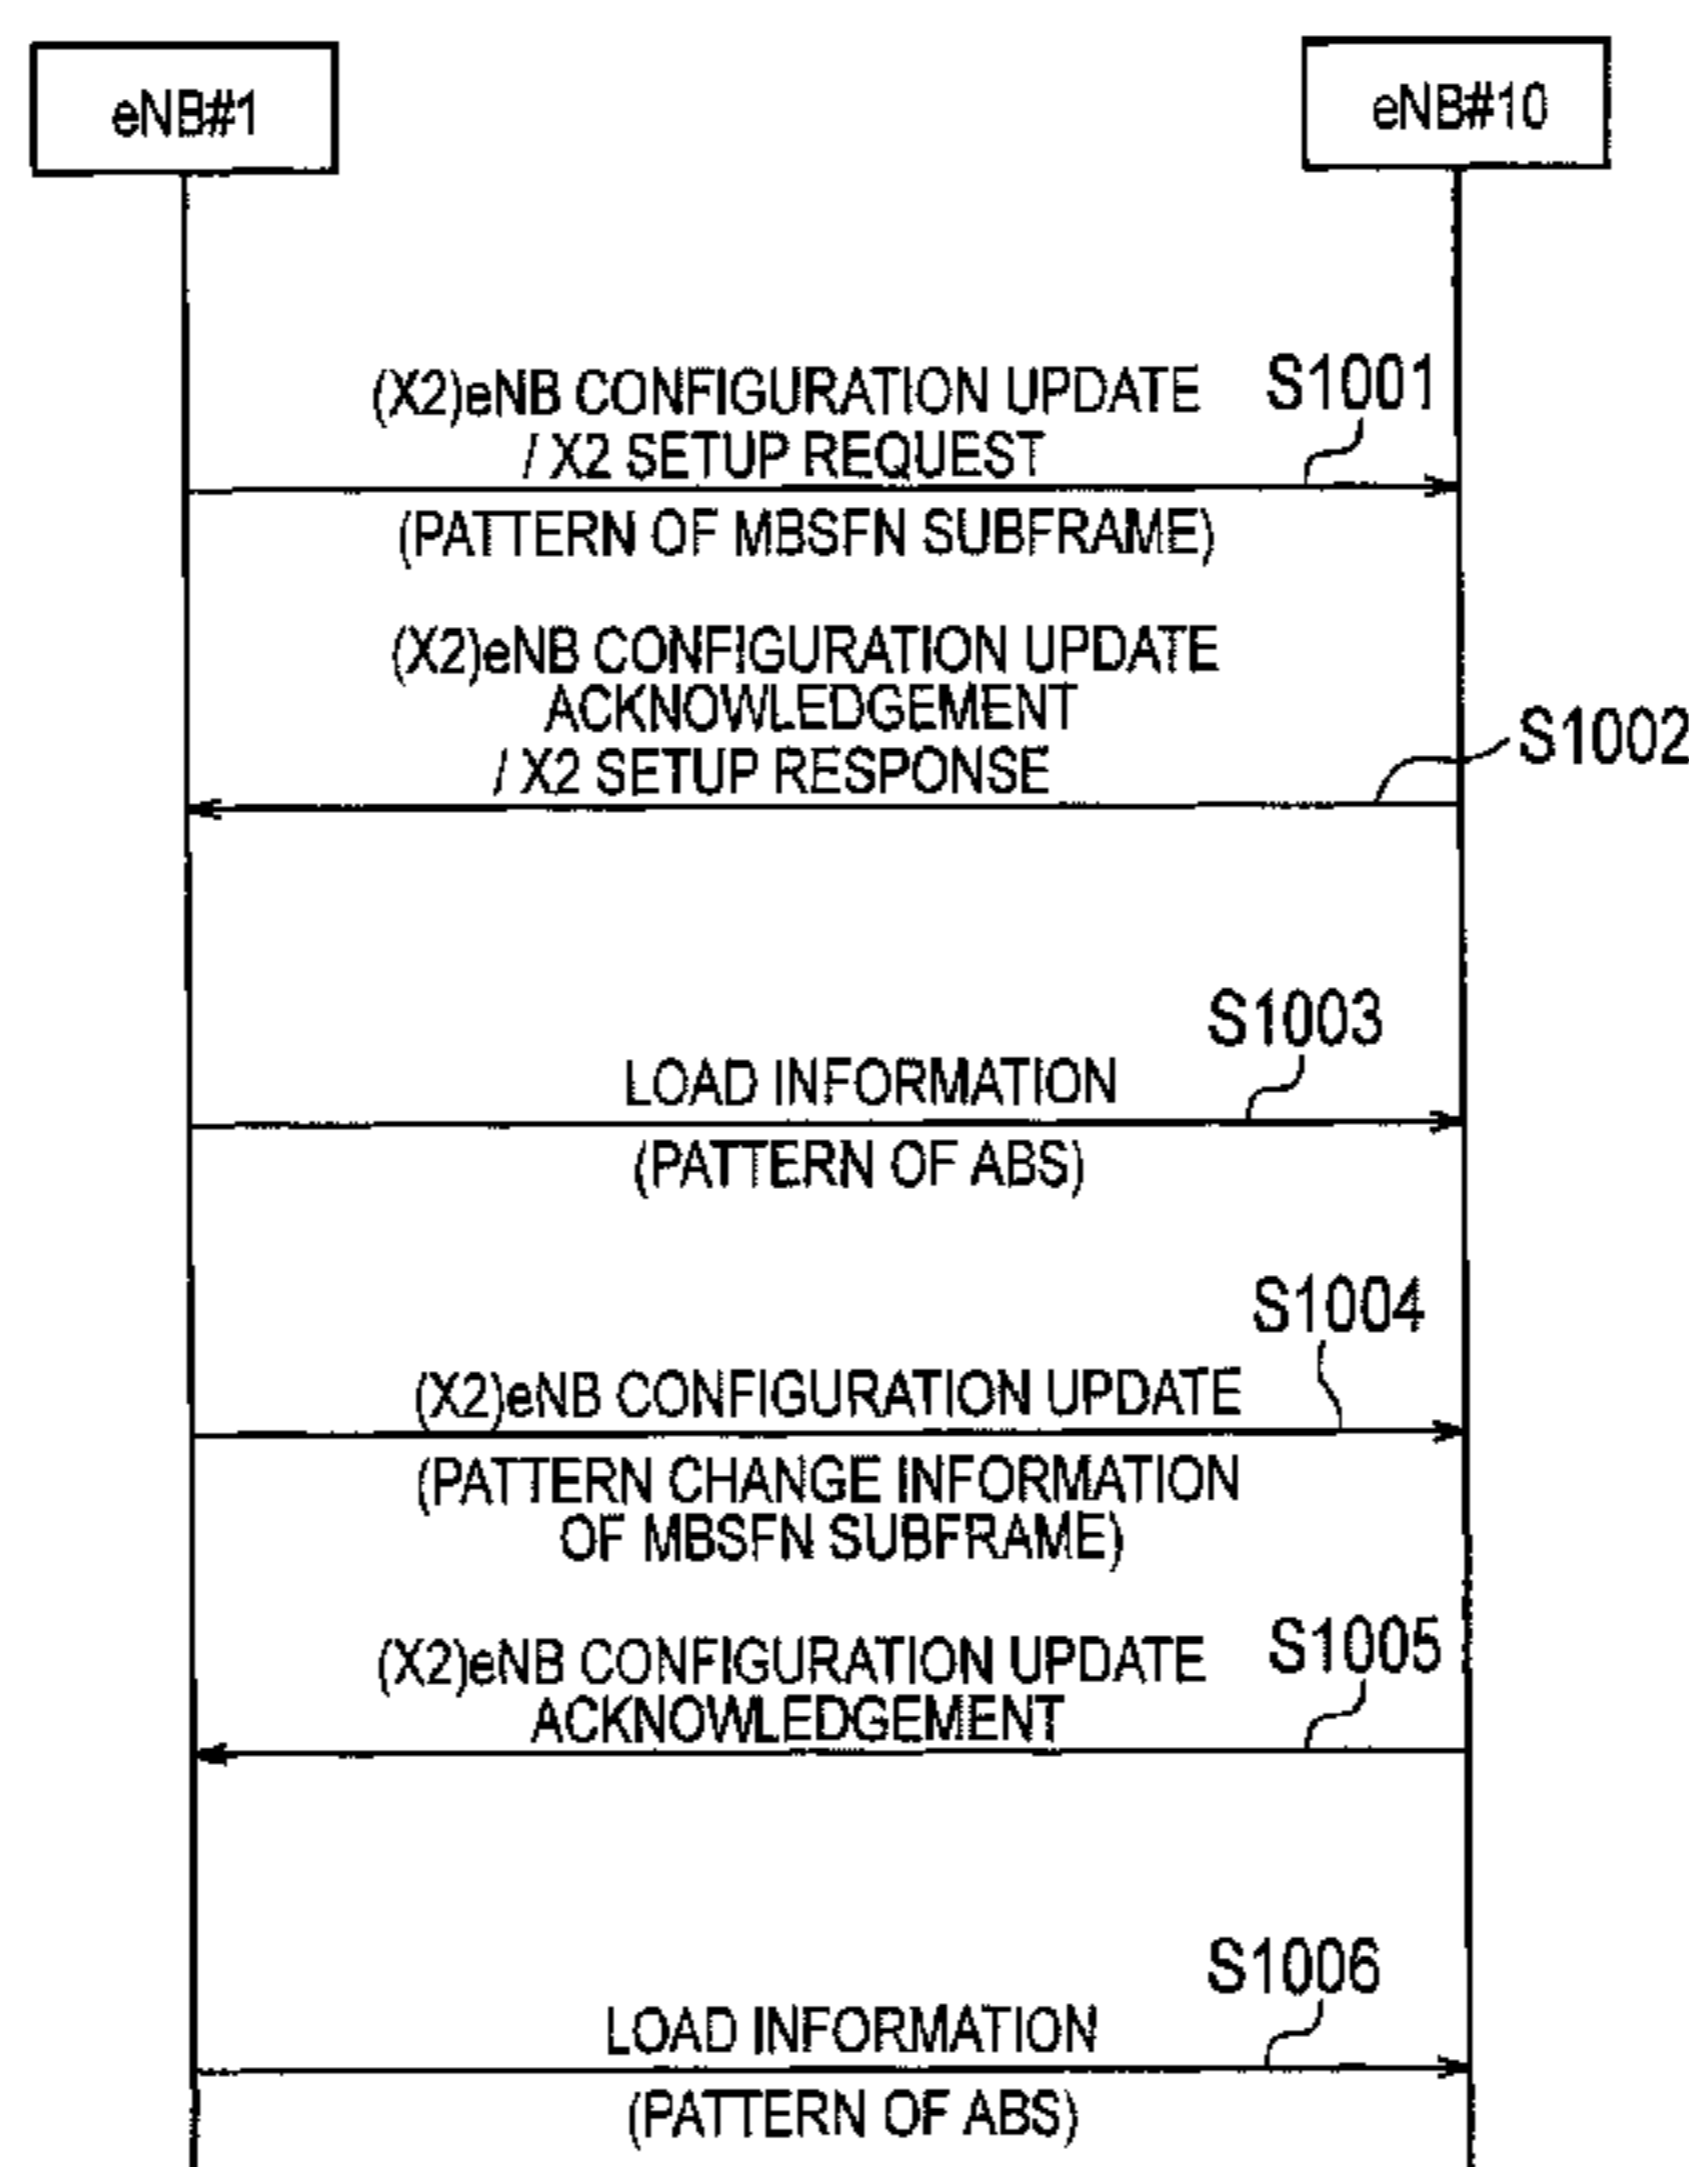 eNB#1
eNB#10
(X2)eNB CONFIGURATION UPDATE
/ X2 SETUP REQUEST
S1001
(PATTERN OF MBSFN SUBFRAME)
(X2)eNB CONFIGURATION UPDATE
ACKNOWLEDGEMENT
/ X2 SETUP RESPONSE
S1002
S1003
LOAD INFORMATION
(PATTERN OF ABS)
S1004
(X2)eNB CONFIGURATION UPDATE
(PATTERN CHANGE INFORMATION
OF MBSFN SUBFRAME)
S1005
(X2)eNB CONFIGURATION UPDATE
ACKNOWLEDGEMENT
S1006
LOAD INFORMATION
(PATTERN OF ABS)